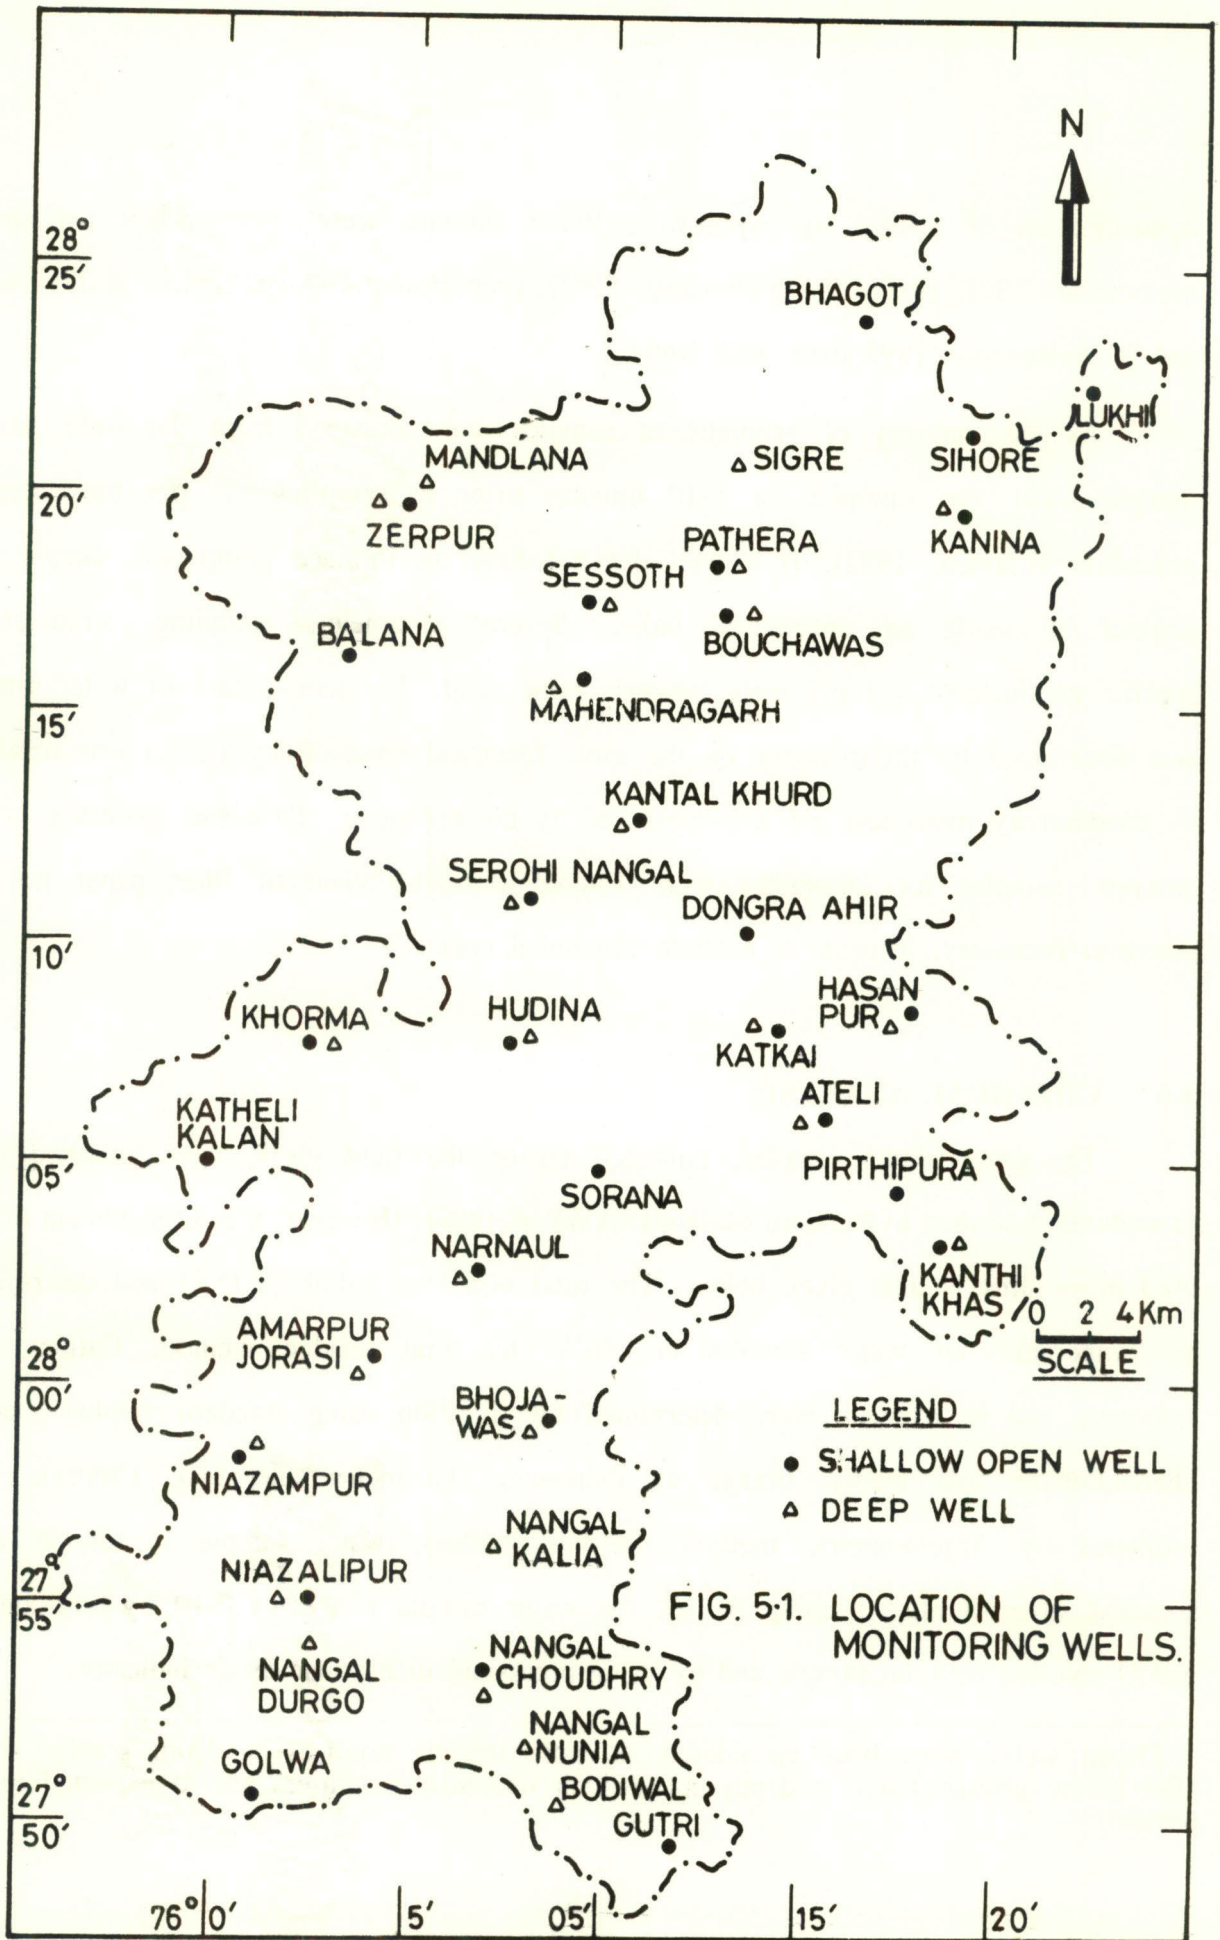 N
28°
25'
BHAGOT
LUKHI
MANDLANA
SIGRE
SIHORE
20'
ZERPUR
PATHERA
KANINA
SESSOTH
BALANA
BOUCHAWAS
MAHENDRAGARH
15'
KANTAL KHURD
SEROHI NANGAL
DONGRA AHIR
10'
HASAN
PUR
KHORMA
HUDINA
KATKAI
ATELI
KATHELI
KALAN
05'
PIRTHIPURA
SORANA
NARNAUL
KANTHI
KHAS
0 2 4 Km
SCALE
AMARPUR
JORASI
28°
00'
BHOJA-
WAS
LEGEND
SHALLOW OPEN WELL
DEEP WELL
NIAZAMPUR
NANGAL
KALIA
27°
55'
NIAZALIPUR
FIG. 5·1. LOCATION OF
MONITORING WELLS.
NANGAL
DURGO
NANGAL
CHOUDHRY
NANGAL
NUNIA
GOLWA
BODIWAL
27°
50'
GUTRI
76° 0' 5' 05' 15' 20'